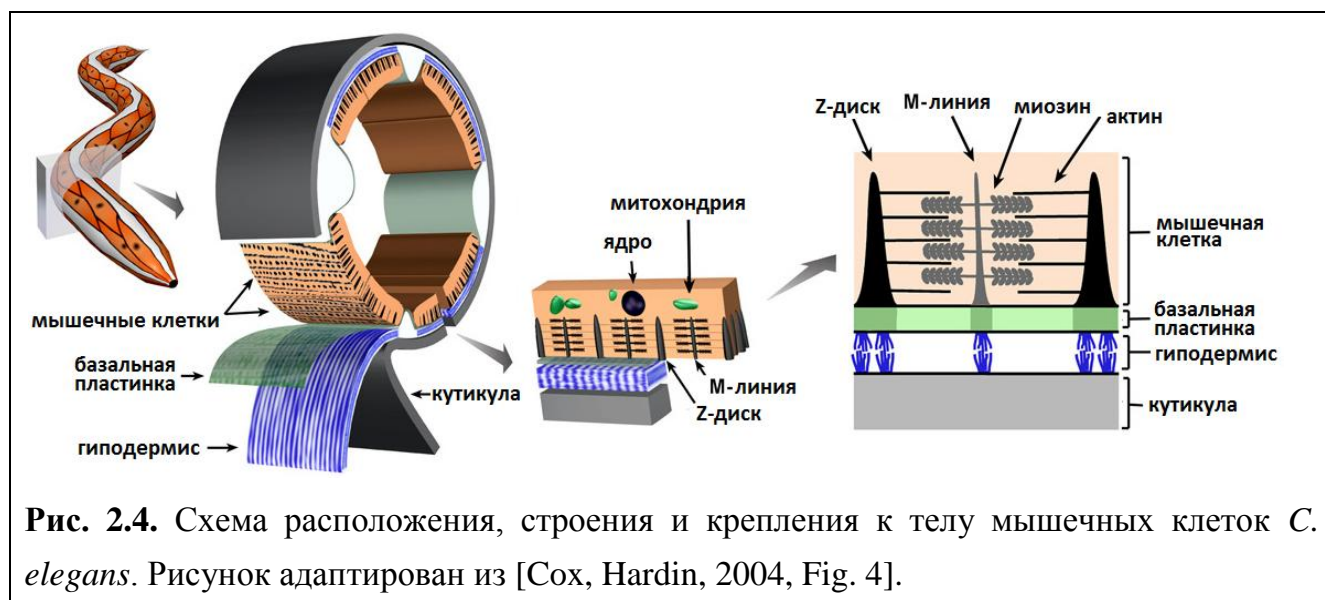 Z-диск
М-линия
миозин
актин
мышечная
клетка
базальная
пластинка
гиподермис
кутикула
митохондрия
ядро
М-линия
Z-диск
мышечные клетки
базальная
пластинка
гиподермис
кутикула
Рис. 2.4. Схема расположения, строения и крепления к телу мышечных клеток C.
elegans. Рисунок адаптирован из [Cox, Hardin, 2004, Fig. 4].